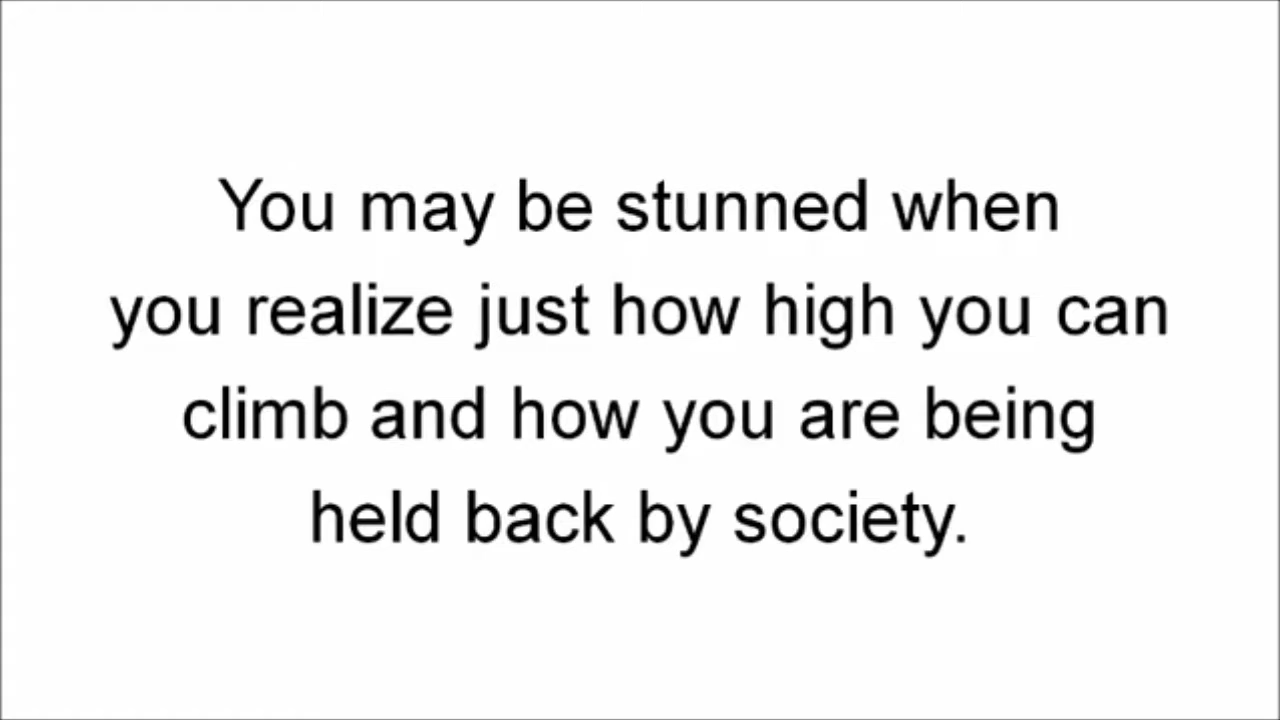 You may be stunned when
you realize just how high you can
climb and how you are being
held back by society.